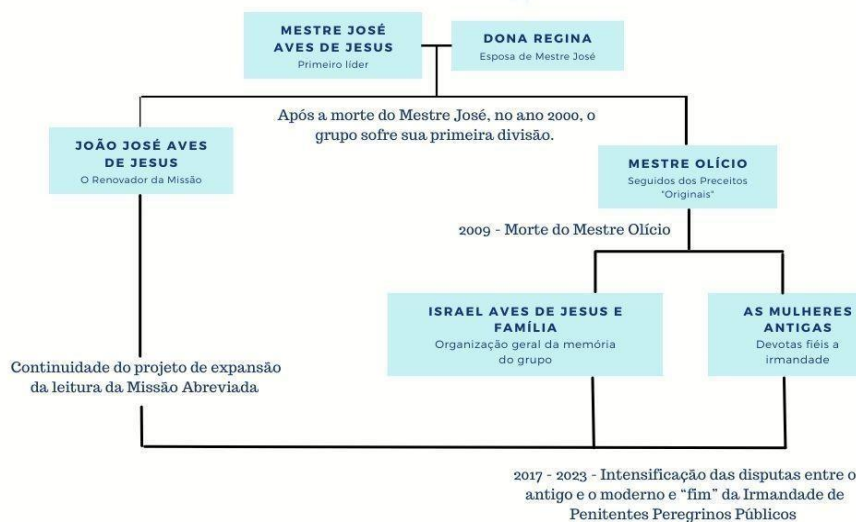 MESTRE JOSÉ
AVES DE JESUS
Primeiro líder
DONA REGINA
Esposa de Mestre José
Após a morte do Mestre José, no ano 2000, o
grupo sofre sua primeira divisão.
JOÃO JOSÉ AVES
DE JESUS
O Renovador da Missão
MESTRE OLÍCIO
Seguidos dos Preceitos
"Originais"
2009 - Morte do Mestre Olício
ISRAEL AVES DE JESUS E
FAMÍLIA
Organização geral da memória
do grupo
AS MULHERES
ANTIGAS
Devotas fiéis a
irmandade
Continuidade do projeto de expansão
da leitura da Missão Abreviada
2017 - 2023 - Intensificação das disputas entre o
antigo e o moderno e “fim” da Irmandade de
Penitentes Peregrinos Públicos